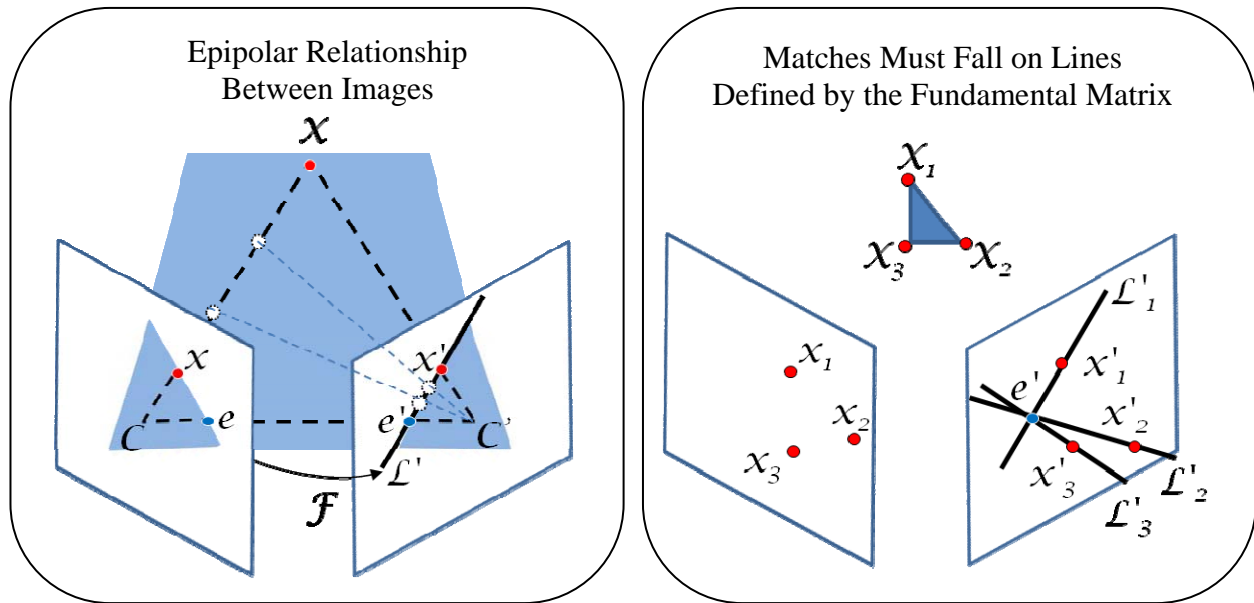 Epipolar Relationship
Between Images
X
x
x'
e
e'
C
C'
L'
F
Matches Must Fall on Lines
Defined by the Fundamental Matrix
X1
X3
X2
L'1
x1
x'1
e'
x2
x'2
x3
x'3
L'2
L'3